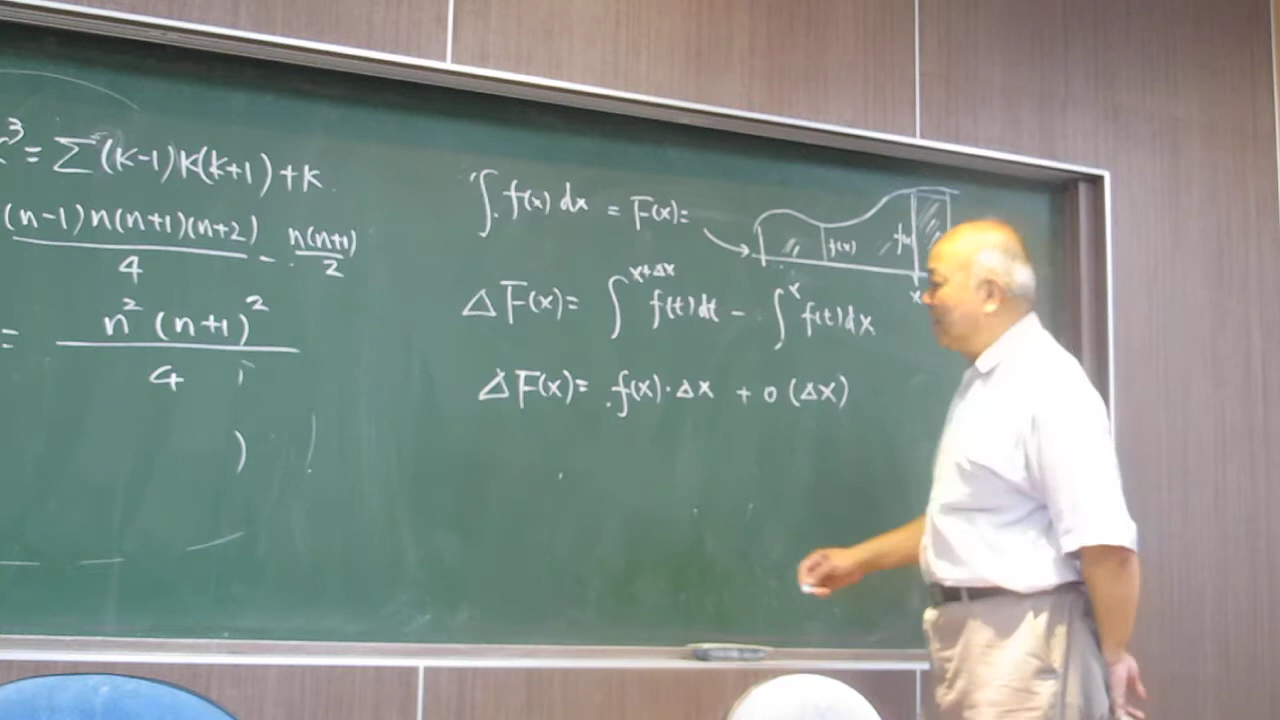 ³= Σ(k-1)k(k+1)+k
(n-1)n(n+1)(n+2)/4 - n(n+1)/2
= n²(n+1)²/4
∫f(x)dx = F(x)=
f(x)
x
ΔF(x)= ∫^{x+Δx} f(t)dt - ∫^{x} f(t)dx
ΔF(x)= f(x)·Δx + o(Δx)